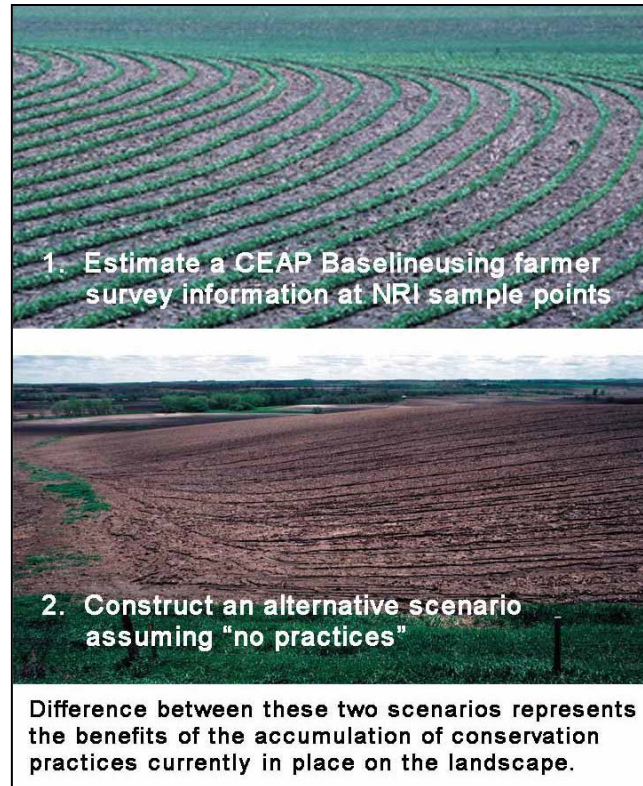 1. Estimate a CEAP Baselineusing farmer
survey information at NRI sample points
2. Construct an alternative scenario
assuming “no practices”
Difference between these two scenarios represents
the benefits of the accumulation of conservation
practices currently in place on the landscape.